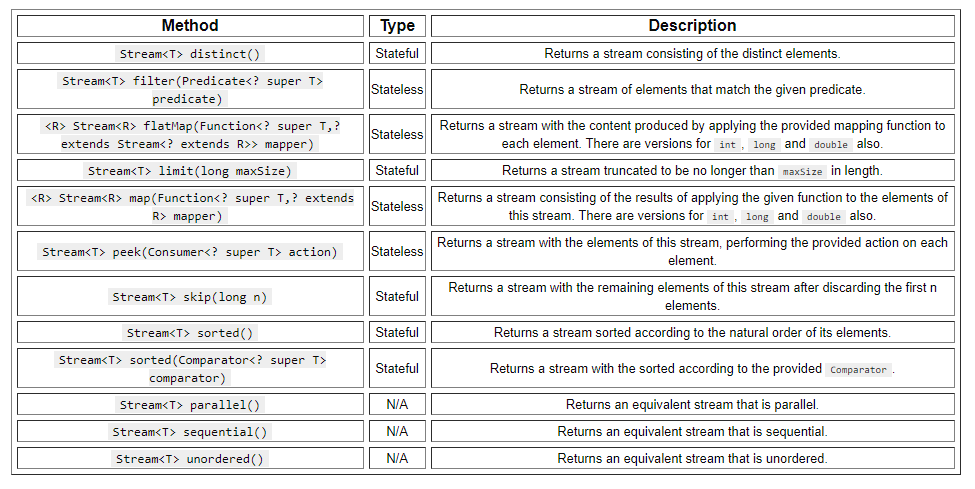 Method Type Description
Stream<T> distinct() Stateful Returns a stream consisting of the distinct elements.
Stream<T> filter(Predicate<? super T>
predicate) Stateless Returns a stream of elements that match the given predicate.
<R> Stream<R> flatMap(Function<? super T,?
extends Stream<? extends R>> mapper) Stateless Returns a stream with the content produced by applying the provided mapping function to
each element. There are versions for int , long and double also.
Stream<T> limit(long maxSize) Stateful Returns a stream truncated to be no longer than maxSize in length.
<R> Stream<R> map(Function<? super T,? extends
R> mapper) Stateless Returns a stream consisting of the results of applying the given function to the elements of
this stream. There are versions for int , long and double also.
Stream<T> peek(Consumer<? super T> action) Stateless Returns a stream with the elements of this stream, performing the provided action on each
element.
Stream<T> skip(long n) Stateful Returns a stream with the remaining elements of this stream after discarding the first n
elements.
Stream<T> sorted() Stateful Returns a stream sorted according to the natural order of its elements.
Stream<T> sorted(Comparator<? super T>
comparator) Stateful Returns a stream with the sorted according to the provided Comparator .
Stream<T> parallel() N/A Returns an equivalent stream that is parallel.
Stream<T> sequential() N/A Returns an equivalent stream that is sequential.
Stream<T> unordered() N/A Returns an equivalent stream that is unordered.